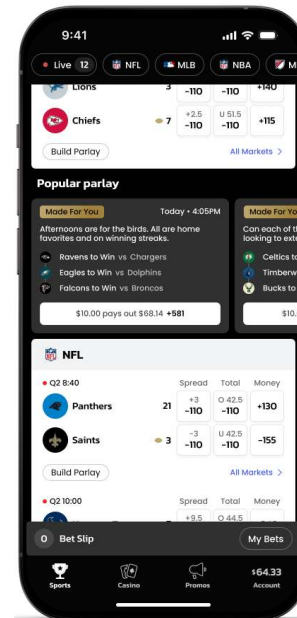 9:41
Live 12 NFL MLB NBA M
Lions 3 -110 -110 +140
+2.5 U 51.5
Chiefs 7 -110 -110 +115
Build Parlay All Markets >
Popular parlay
Made For You Today • 4:05PM
Afternoons are for the birds. All are home
favorites and on winning streaks.
Ravens to Win vs Chargers
Eagles to Win vs Dolphins
Falcons to Win vs Broncos
$10.00 pays out $68.14 +581
Made For Yo
Can each of th
looking to exte
Celtics to
Timberw
Bucks to
$10.
NFL
Q2 8:40 Spread Total Money
+3 O 42.5
Panthers 21 -110 -110 +130
-3 U 42.5
Saints 3 -110 -110 -155
Build Parlay All Markets >
Q2 10:00 Spread Total Money
+9.5 O 44.5
0 Bet Slip My Bets
Sports Casino Promos $64.33
Account